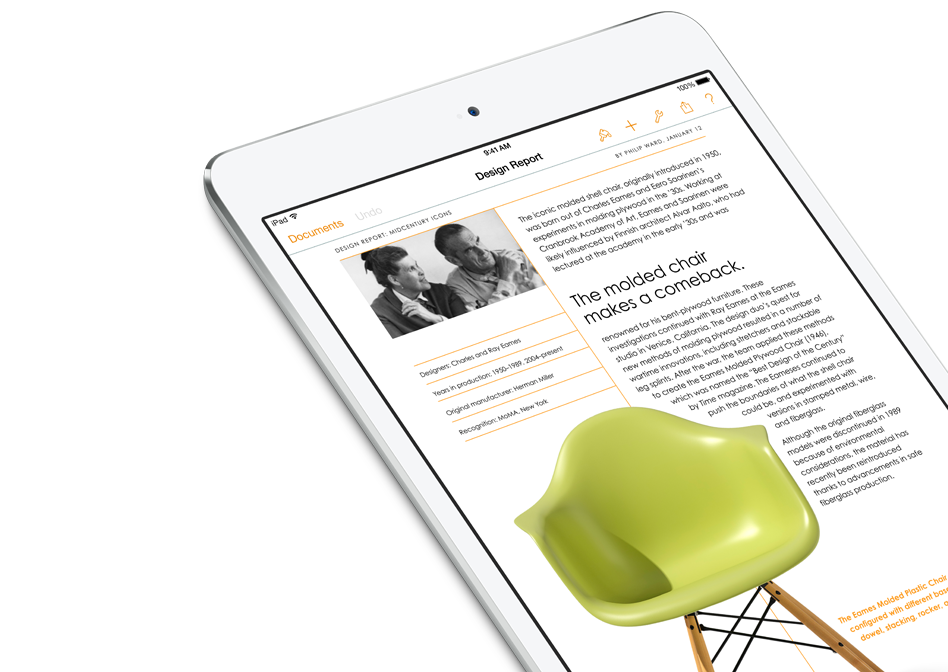 iPad
9:41 AM
100%
Documents
Undo
Design Report
?
DESIGN REPORT: MIDCENTURY ICONS
BY PHILIP WARD, JANUARY 12
Designers: Charles and Ray Eames
Years in production: 1950–1989, 2004–present
Original manufacturer: Herman Miller
Recognition: MoMA, New York
The iconic molded shell chair, originally introduced in 1950,
was born out of Charles Eames and Eero Saarinen's
experiments in molding plywood in the '30s. Working at
Cranbrook Academy of Art, Eames and Saarinen were
likely influenced by Finnish architect Alvar Aalto, who had
lectured at the academy in the early '30s and was
The molded chair
makes a comeback.
renowned for his bent-plywood furniture. These
investigations continued with Ray Eames of the Eames
studio in Venice, California. The design duo's quest for
new methods of molding plywood resulted in a number of
wartime innovations, including stretchers and stackable
leg splints. After the war, the team applied these methods
to create the Eames Molded Plywood Chair (1946),
which was named the "Best Design of the Century"
by Time magazine. The Eameses continued to
push the boundaries of what the shell chair
could be, and experimented with
versions in stamped metal, wire,
and fiberglass.
Although the original fiberglass
models were discontinued in 1989
because of environmental
considerations, the material has
recently been reintroduced
thanks to advancements in safe
fiberglass production.
The Eames Molded Plastic Chair
configured with different
dowel, stacking, rocker,